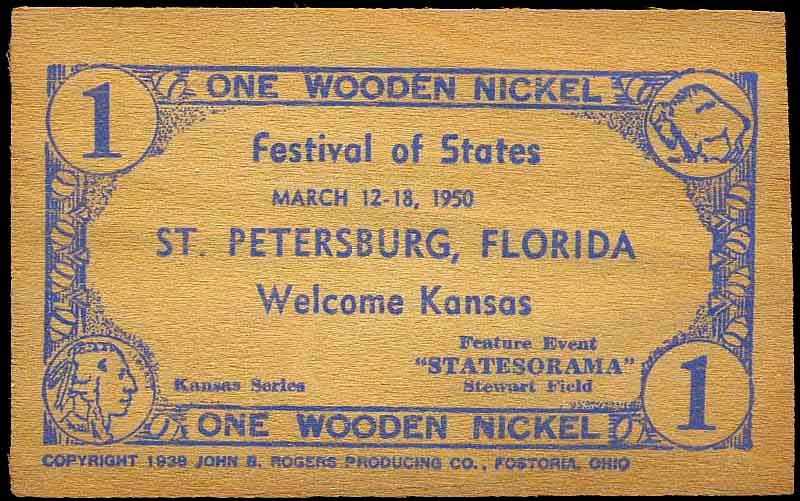 1 ONE WOODEN NICKEL
Festival of States
MARCH 12-18, 1950
ST. PETERSBURG, FLORIDA
Welcome Kansas
Feature Event
"STATESORAMA"
Kansas Series Stewart Field
ONE WOODEN NICKEL 1
COPYRIGHT 1938 JOHN B. ROGERS PRODUCING CO., FOSTORIA, OHIO